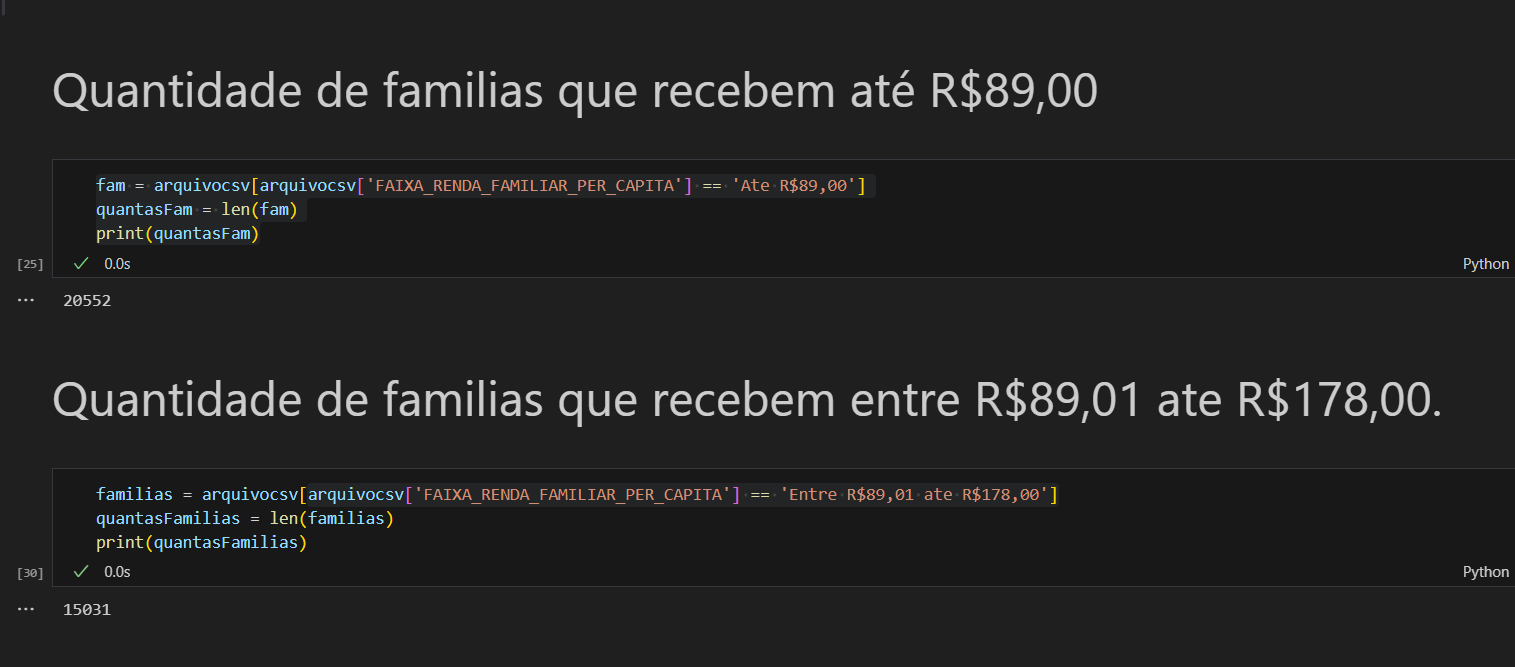 Quantidade de familias que recebem até R$89,00
fam = arquivocsv[arquivocsv['FAIXA_RENDA_FAMILIAR_PER_CAPITA'] == 'Ate R$89,00']
quantasFam = len(fam)
print(quantasFam)
[25]
0.0s
Python
20552
Quantidade de familias que recebem entre R$89,01 ate R$178,00.
familias = arquivocsv[arquivocsv['FAIXA_RENDA_FAMILIAR_PER_CAPITA'] == 'Entre R$89,01 ate R$178,00']
quantasFamilias = len(familias)
print(quantasFamilias)
[30]
0.0s
Python
15031